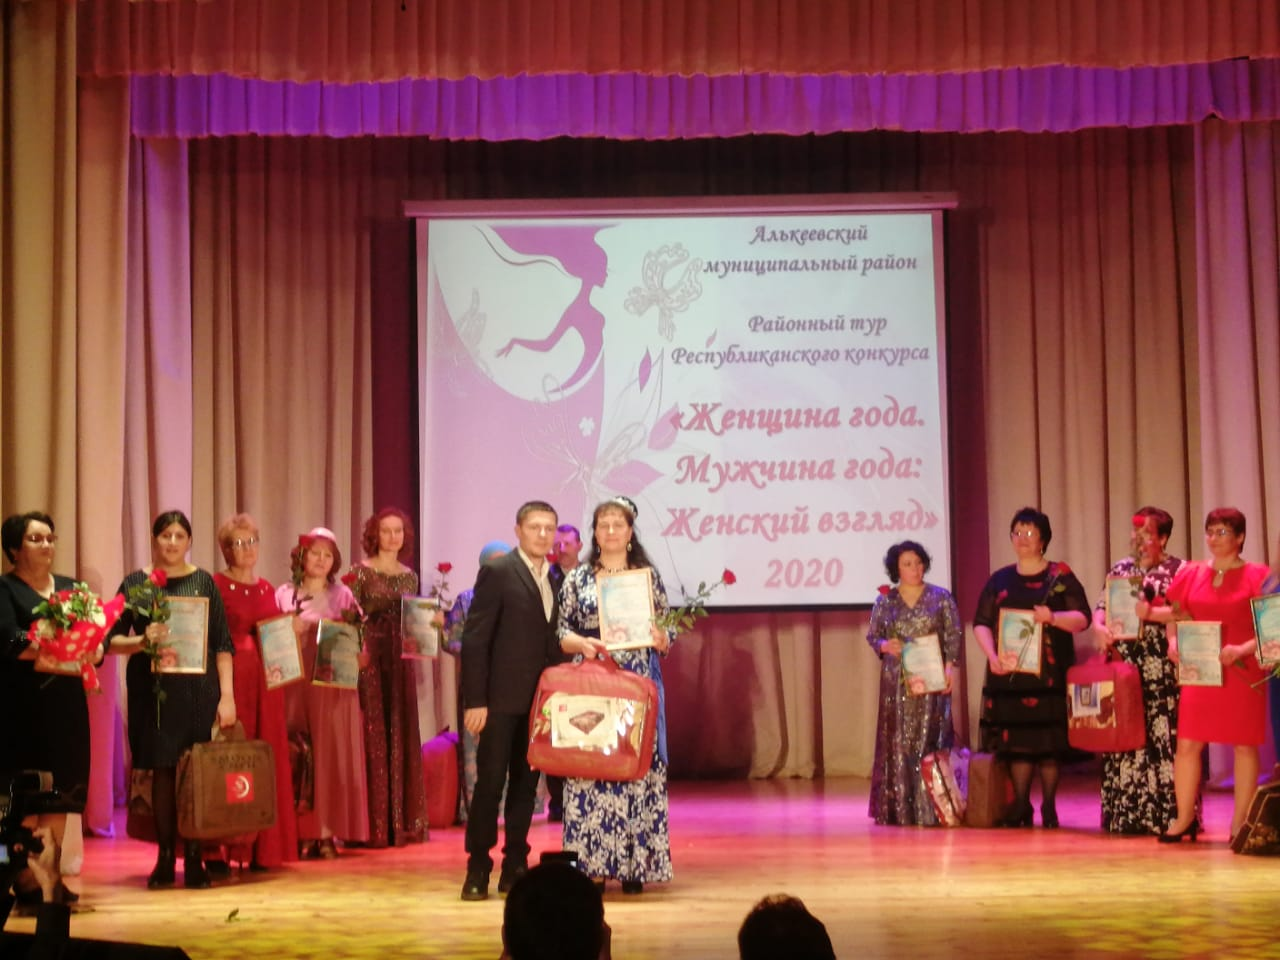 Алькеевский
муниципальный район
Районный тур
Республиканского конкурса
«Женщина года.
Мужчина года:
Женский взгляд»
2020